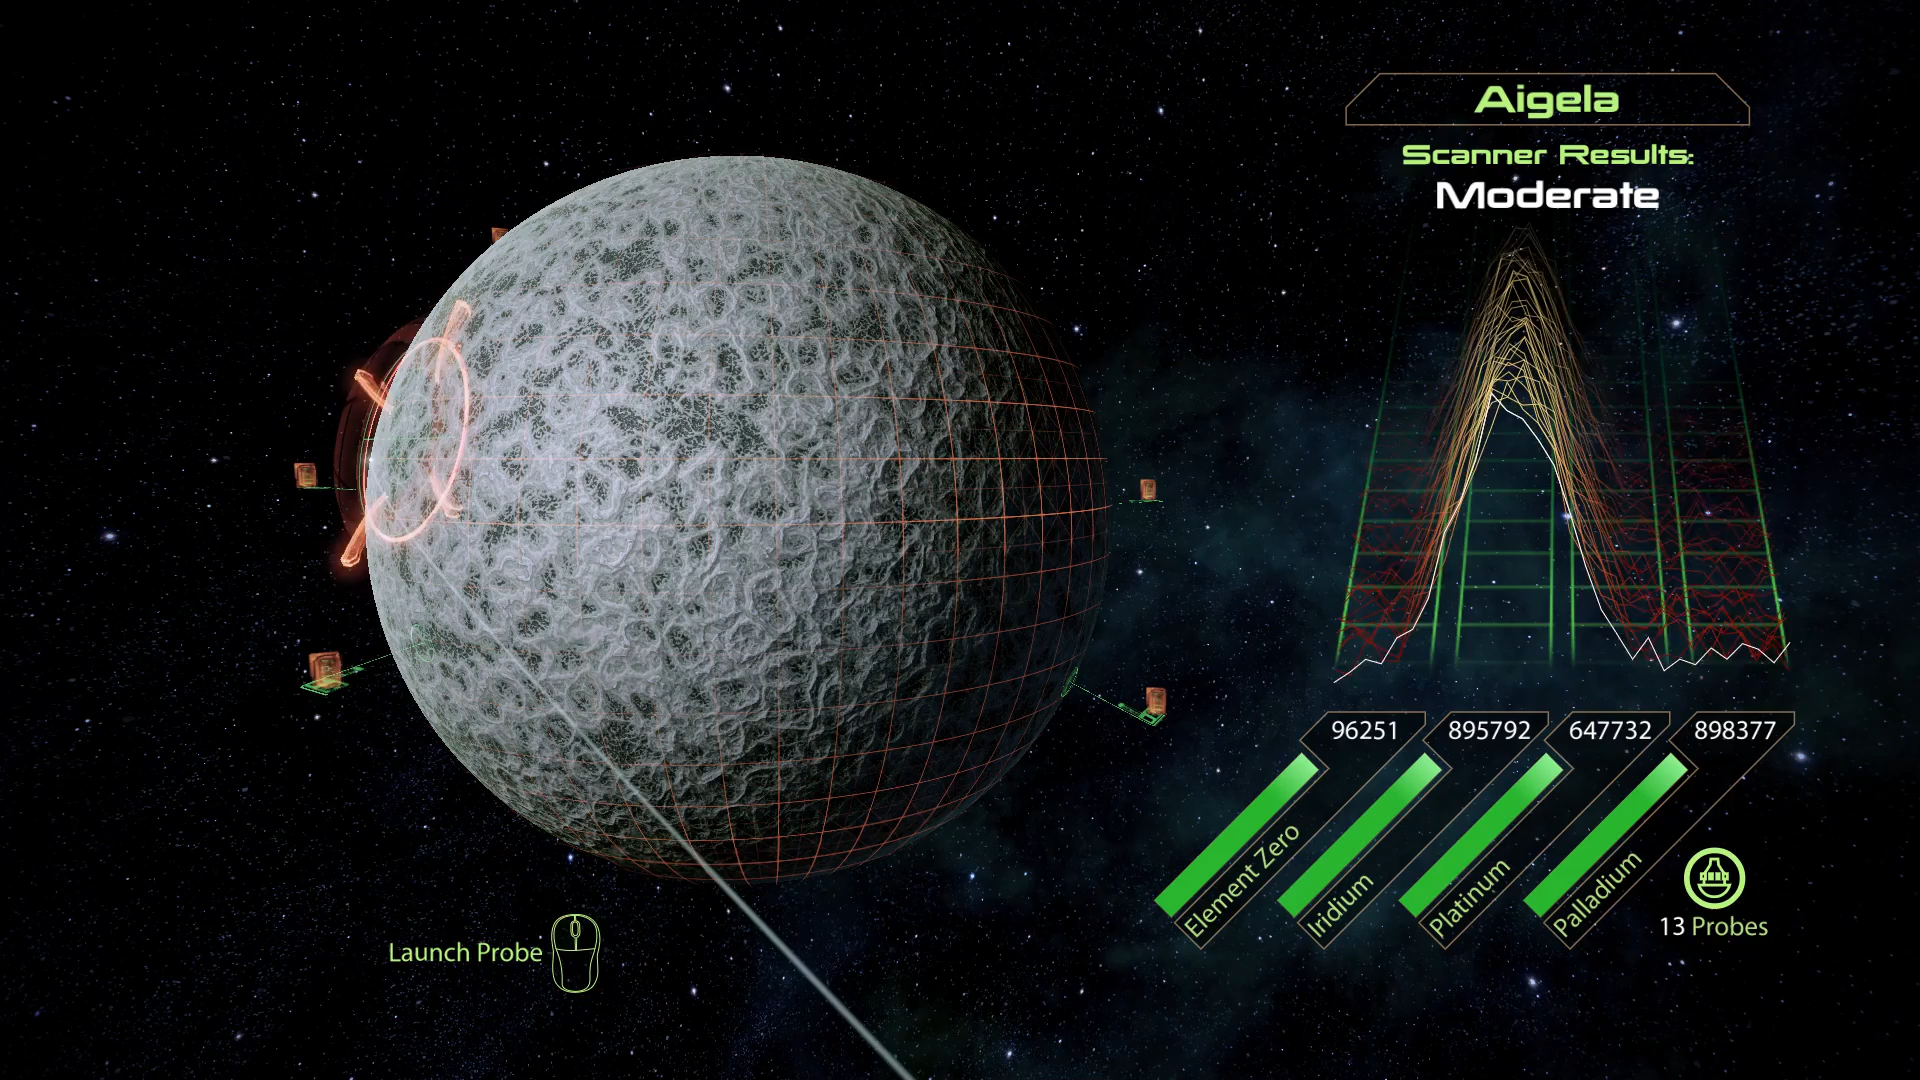 Aigela
Scanner Results:
Moderate
96251 895792 647732 898377
Element Zero
Iridium
Platinum
Palladium
13 Probes
Launch Probe